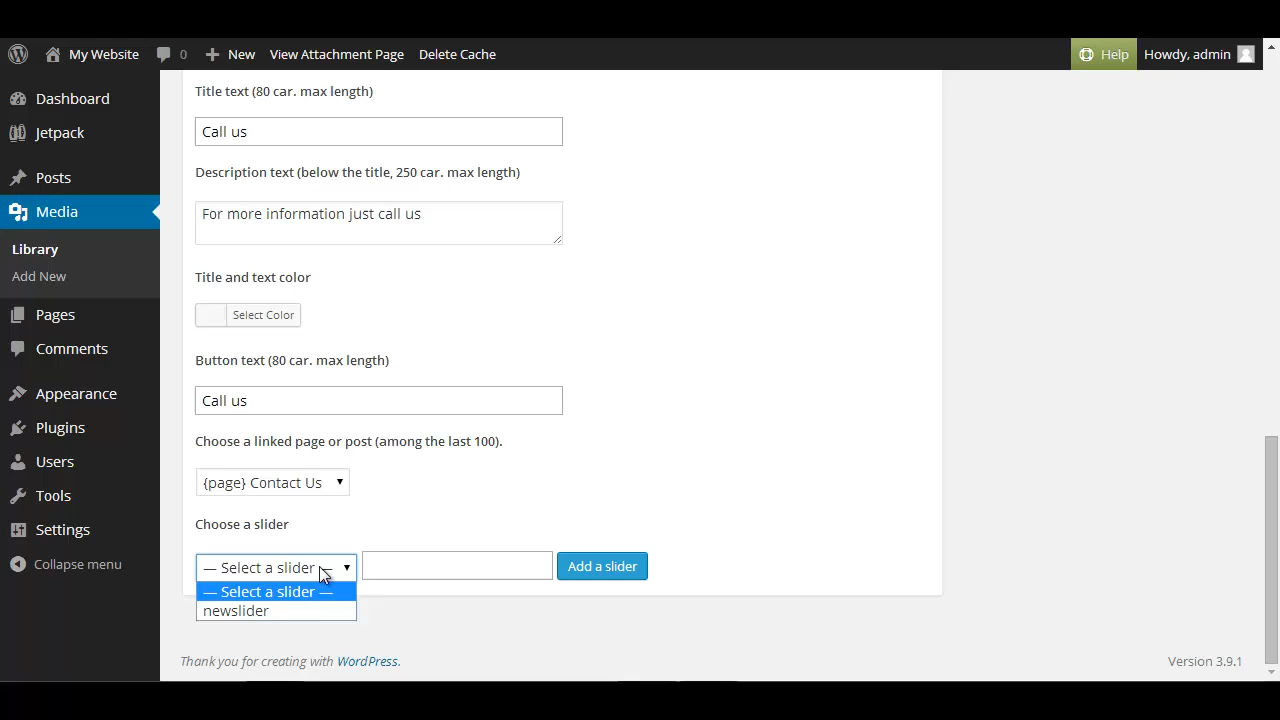 My Website
0
New
View Attachment Page
Delete Cache
Help
Howdy, admin
Dashboard
Jetpack
Posts
Media
Library
Add New
Pages
Comments
Appearance
Plugins
Users
Tools
Settings
Collapse menu
Title text (80 car. max length)
Call us
Description text (below the title, 250 car. max length)
For more information just call us
Title and text color
Select Color
Button text (80 car. max length)
Call us
Choose a linked page or post (among the last 100).
{page} Contact Us
Choose a slider
— Select a slider —
Add a slider
— Select a slider —
newslider
Thank you for creating with WordPress.
Version 3.9.1